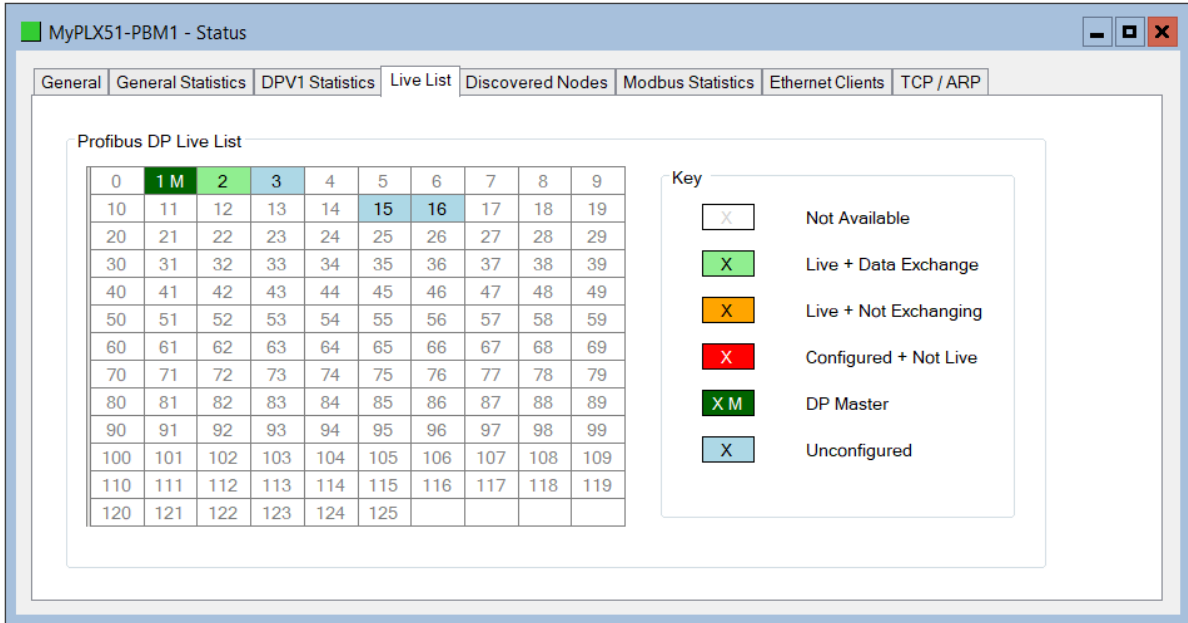 MyPLX51-PBM1 - Status
General General Statistics DPV1 Statistics Live List Discovered Nodes Modbus Statistics Ethernet Clients TCP / ARP
Profibus DP Live List
0 1 M 2 3 4 5 6 7 8 9
10 11 12 13 14 15 16 17 18 19
20 21 22 23 24 25 26 27 28 29
30 31 32 33 34 35 36 37 38 39
40 41 42 43 44 45 46 47 48 49
50 51 52 53 54 55 56 57 58 59
60 61 62 63 64 65 66 67 68 69
70 71 72 73 74 75 76 77 78 79
80 81 82 83 84 85 86 87 88 89
90 91 92 93 94 95 96 97 98 99
100 101 102 103 104 105 106 107 108 109
110 111 112 113 114 115 116 117 118 119
120 121 122 123 124 125
Key
X Not Available
X Live + Data Exchange
X Live + Not Exchanging
X Configured + Not Live
X M DP Master
X Unconfigured